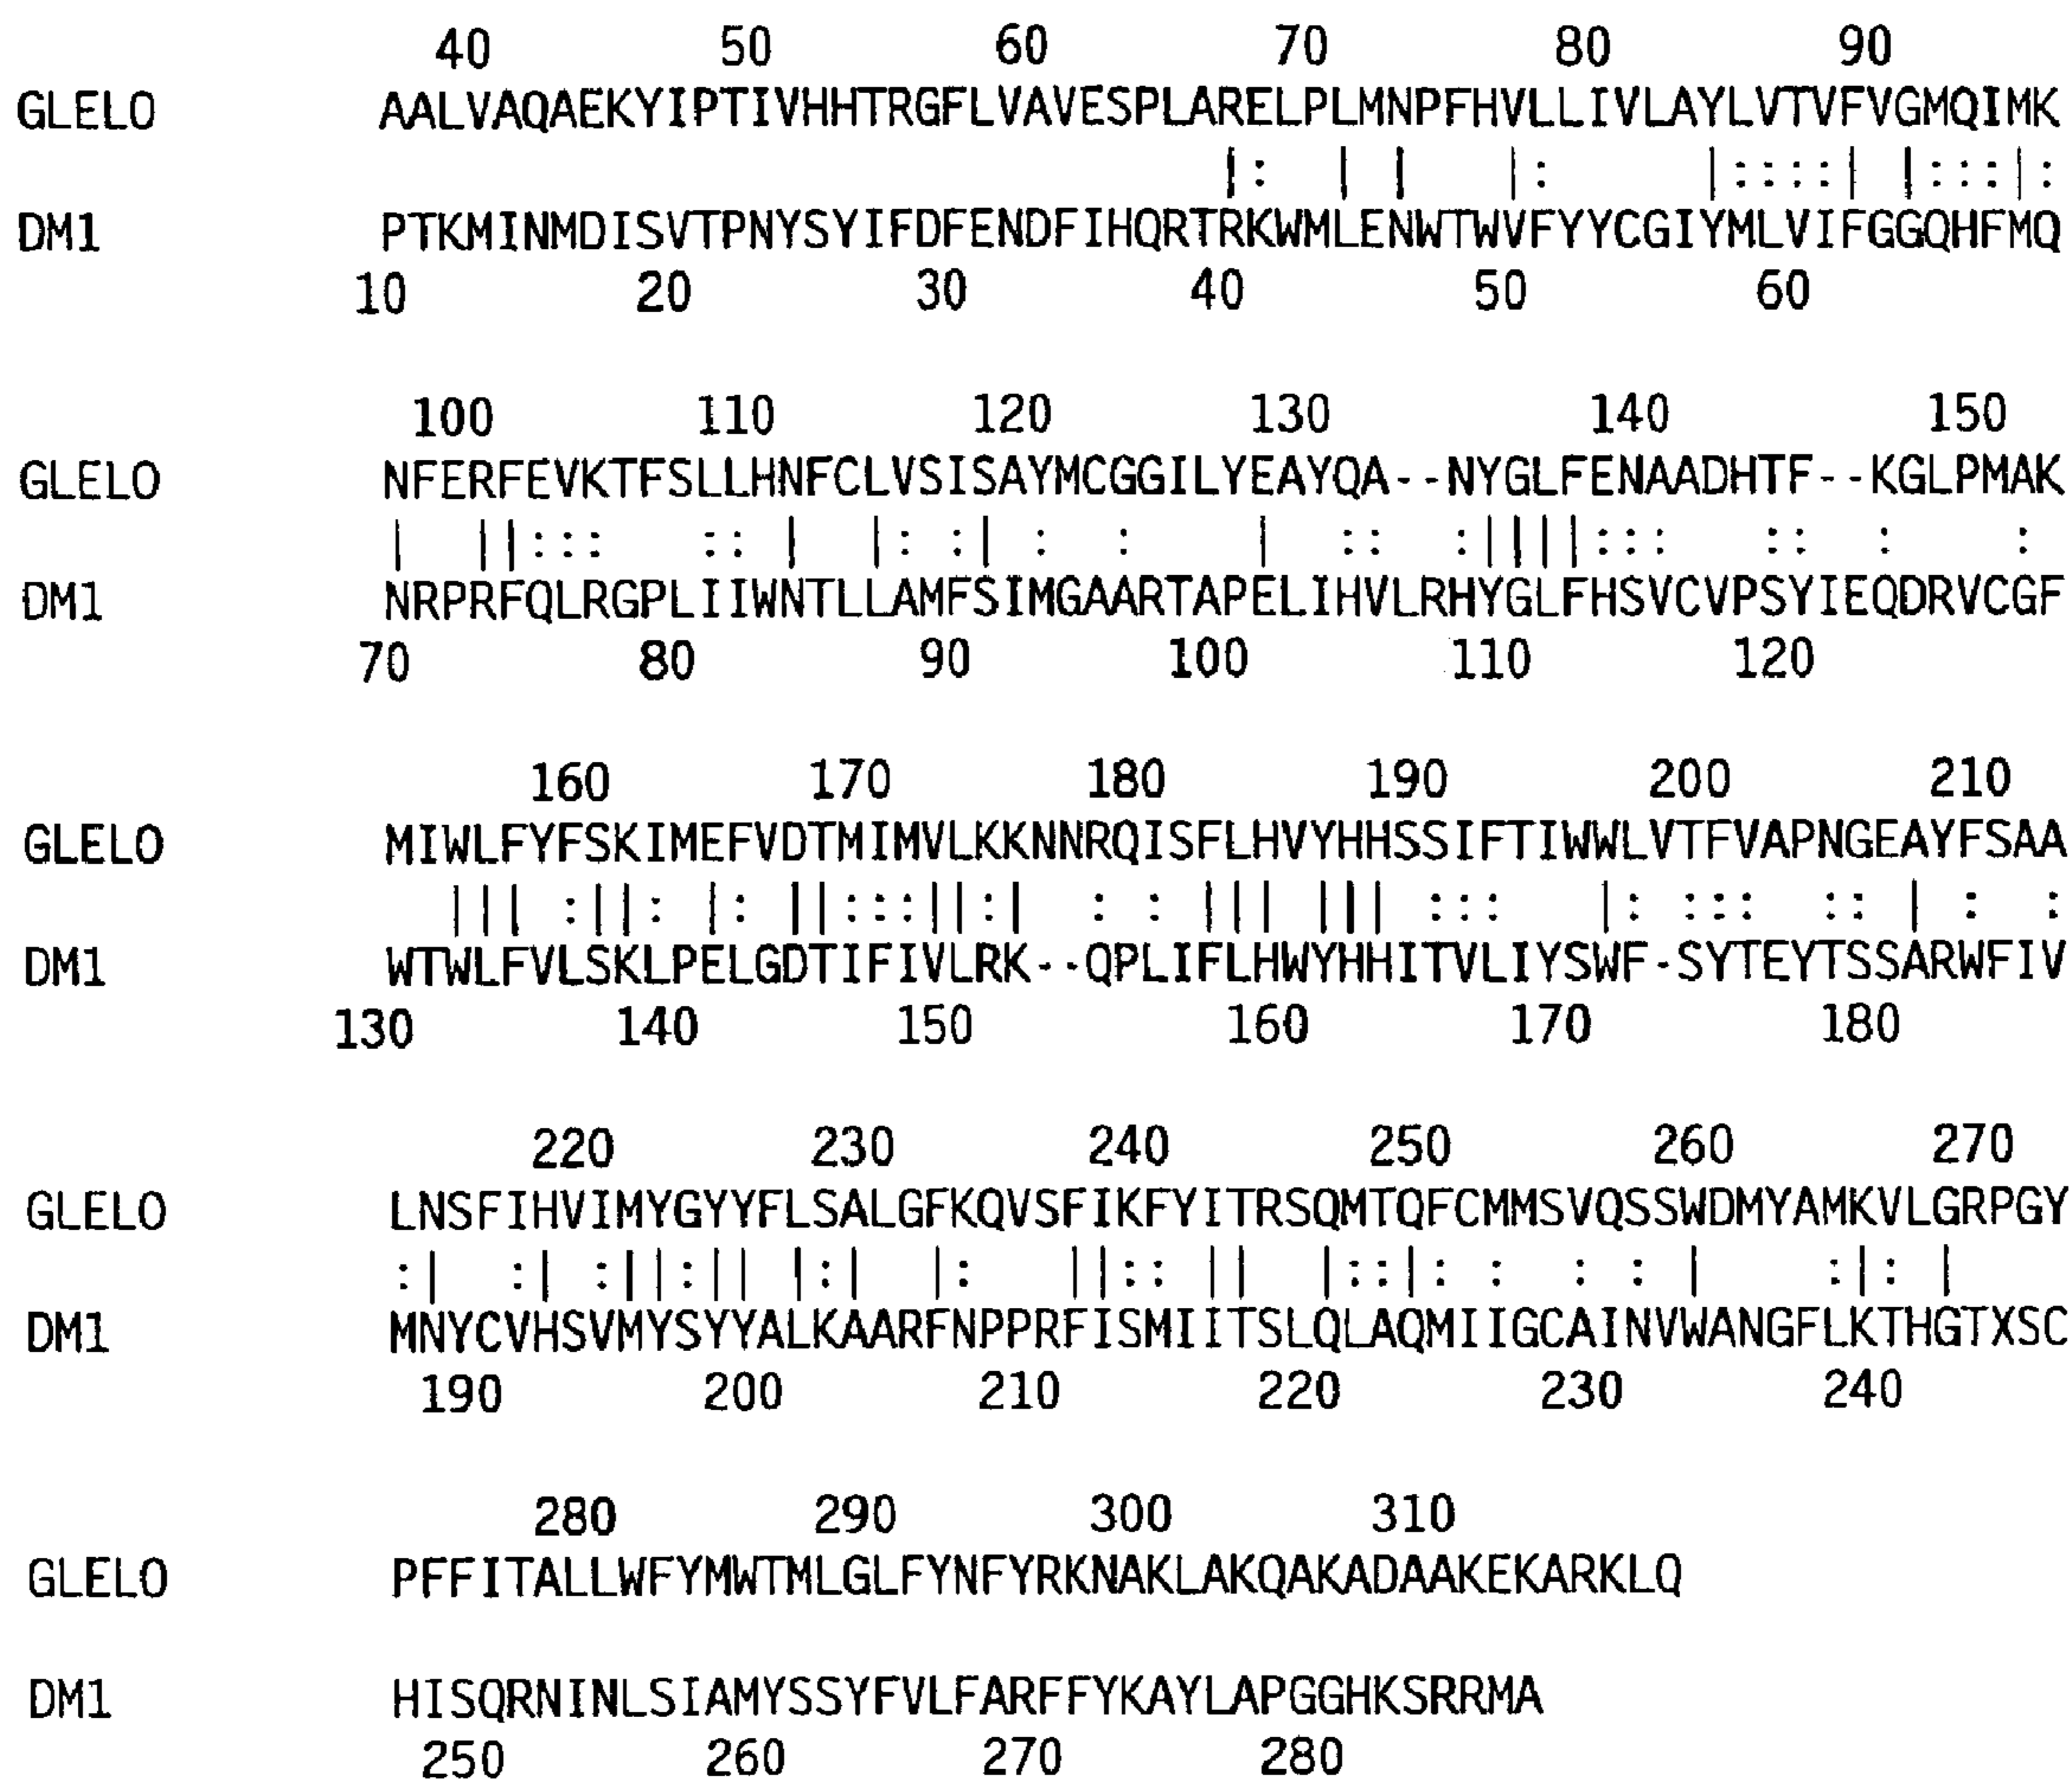 40 50 60 70 80 90
GLELO AALVAQAEKYIPTIVHHTRGFLVAVESPLARELPLMNPFHVLLIVLAYLVTVFVGMQIMK
|: | | |: |::::| |:::|:
DM1 PTKMINMDISVTPNYSYIFDFENDFIHQRTRKWMLENWTWVFYYCGIYMLVIFGGQHFMQ
10 20 30 40 50 60
100 110 120 130 140 150
GLELO NFERFEVKTFSLLHNFCLVSISAYMCGGILYEAYQA--NYGLFENAADHTF--KGLPMAK
| ||::: :: | |: :| : : | :: :||||::: :: : :
DM1 NRPRFQLRGPLIIWNTLLAMFSIMGAARTAPELIHVLRHYGLFHSVCVPSYIEQDRVCGF
70 80 90 100 110 120
160 170 180 190 200 210
GLELO MIWLFYFSKIMEFVDTMIMVLKKNNRQISFLHVYHHSSIFTIWWLVTFVAPNGEAYFSAA
||| :||: |: ||:::||:| : : ||| ||| ::: |: ::: :: | : :
DM1 WTWLFVLSKLPELGDTIFIVLRK--QPLIFLHWYHHITVLIYSWF-SYTEYTSSARWFIV
130 140 150 160 170 180
220 230 240 250 260 270
GLELO LNSFIHVIMYGYYFLSALGFKQVSFIKFYITRSQMTQFCMMSVQSSWDMYAMKVLGRPGY
:| :| :||:|| |:| |: ||:: || |::|: : : : | :|: |
DM1 MNYCVHSVMYSYYALKAARFNPPRFISMIITSLQLAQMIIGCAINVWANGFLKTHGTXSC
190 200 210 220 230 240
280 290 300 310
GLELO PFFITALLWFYMWTMLGLFYNFYRKNAKLAKQAKADAAKEKARKLQ
DM1 HISQRNINLSIAMYSSYFVLFARFFYKAYLAPGGHKSRRMA
250 260 270 280